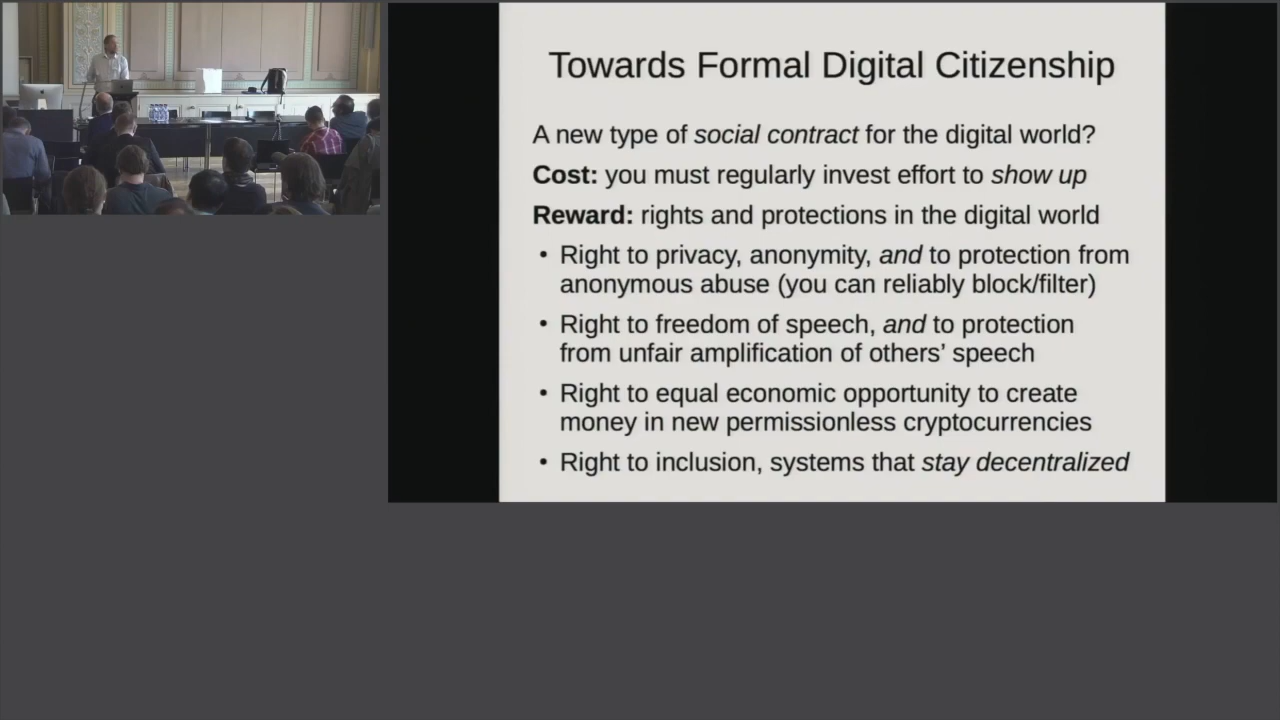 Towards Formal Digital Citizenship
A new type of social contract for the digital world?
Cost: you must regularly invest effort to show up
Reward: rights and protections in the digital world
• Right to privacy, anonymity, and to protection from
anonymous abuse (you can reliably block/filter)
• Right to freedom of speech, and to protection
from unfair amplification of others’ speech
• Right to equal economic opportunity to create
money in new permissionless cryptocurrencies
• Right to inclusion, systems that stay decentralized